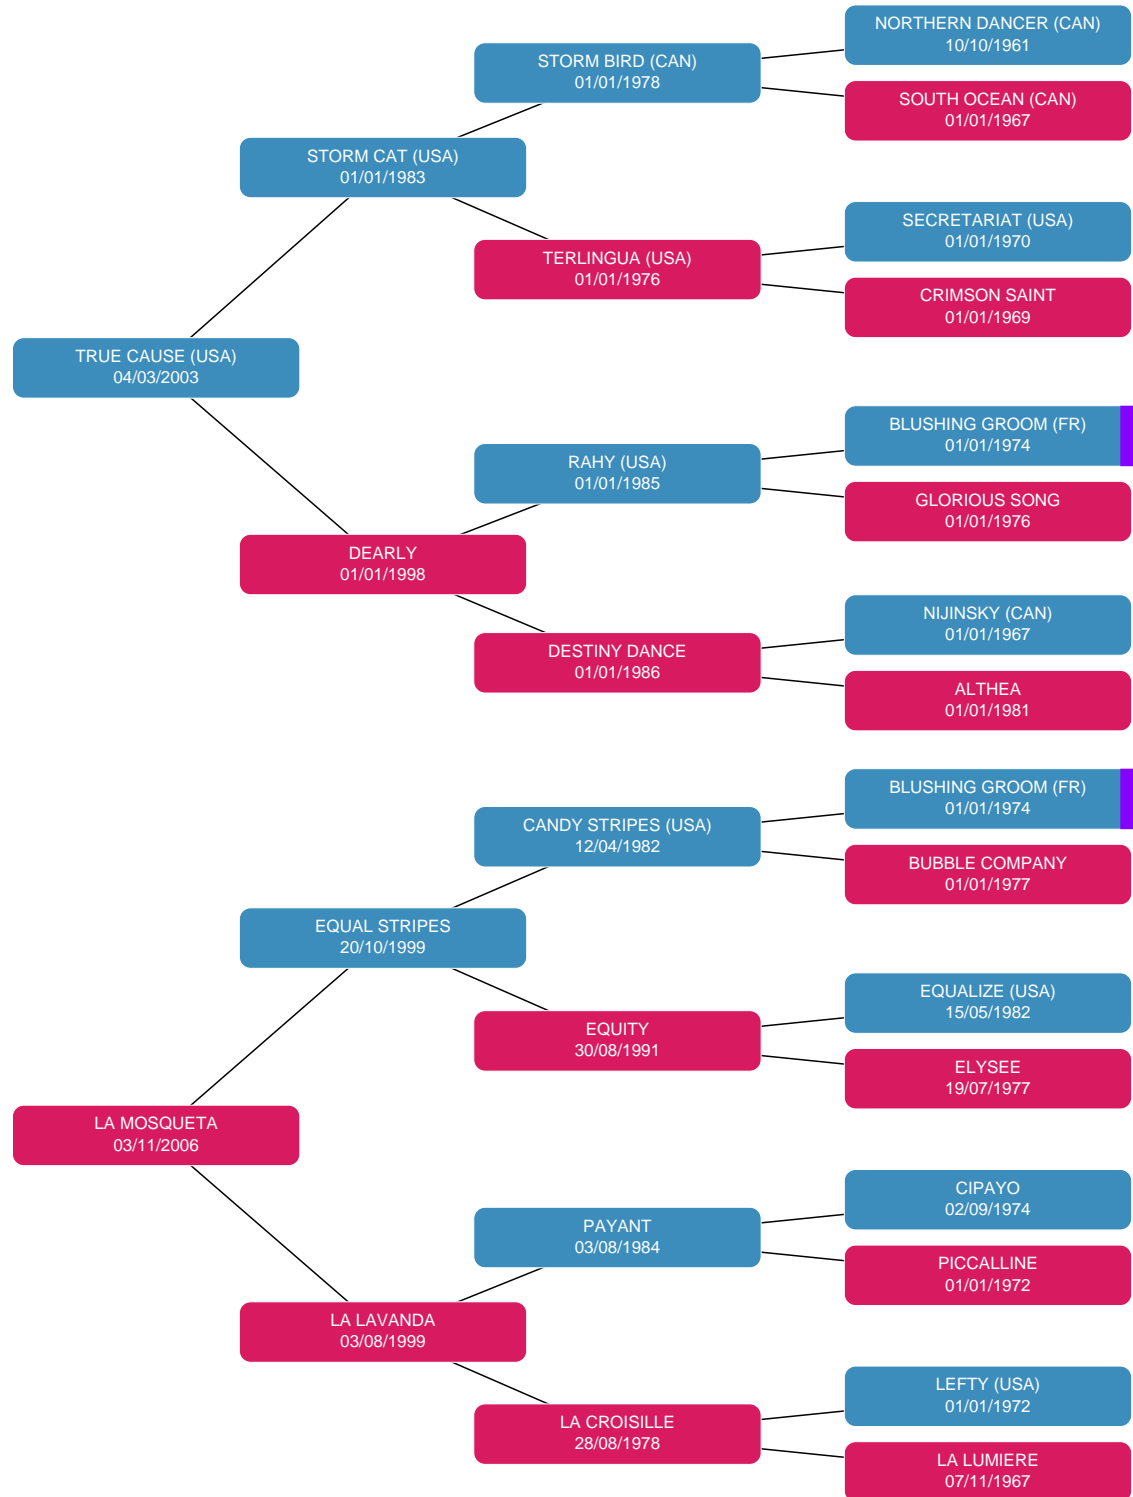 NORTHERN DANCER (CAN)
10/10/1961
STORM BIRD (CAN)
01/01/1978
SOUTH OCEAN (CAN)
01/01/1967
STORM CAT (USA)
01/01/1983
SECRETARIAT (USA)
01/01/1970
TERLINGUA (USA)
01/01/1976
CRIMSON SAINT
01/01/1969
TRUE CAUSE (USA)
04/03/2003
BLUSHING GROOM (FR)
01/01/1974
RAHY (USA)
01/01/1985
GLORIOUS SONG
01/01/1976
DEARLY
01/01/1998
NIJINSKY (CAN)
01/01/1967
DESTINY DANCE
01/01/1986
ALTHEA
01/01/1981
BLUSHING GROOM (FR)
01/01/1974
CANDY STRIPES (USA)
12/04/1982
BUBBLE COMPANY
01/01/1977
EQUAL STRIPES
20/10/1999
EQUALIZE (USA)
15/05/1982
EQUITY
30/08/1991
ELYSEE
19/07/1977
LA MOSQUETA
03/11/2006
CIPAYO
02/09/1974
PAYANT
03/08/1984
PICCALLINE
01/01/1972
LA LAVANDA
03/08/1999
LEFTY (USA)
01/01/1972
LA CROISILLE
28/08/1978
LA LUMIERE
07/11/1967